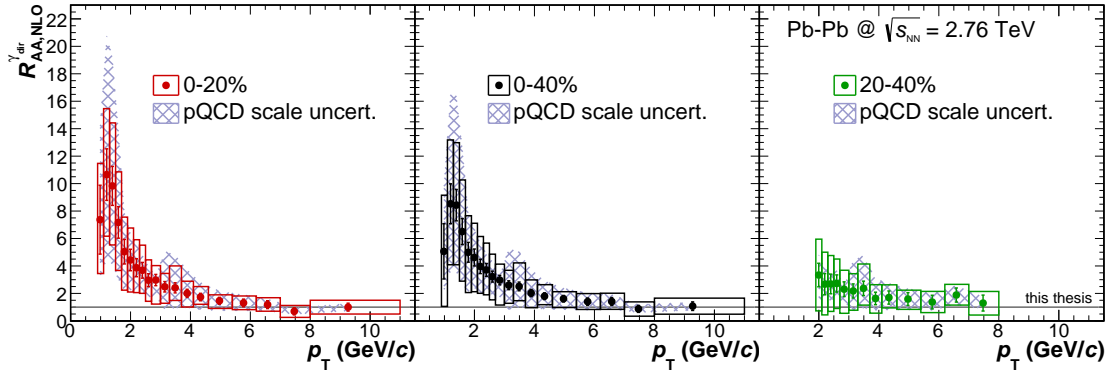 R^γ_dir_AA,NLO
22
20
18
16
14
12
10
8
6
4
2
0
0-20%
pQCD scale uncert.
0-40%
pQCD scale uncert.
Pb-Pb @ √s_NN = 2.76 TeV
20-40%
pQCD scale uncert.
this thesis
0 2 4 6 8 10
2 4 6 8 10
2 4 6 8 10
p_T (GeV/c)
p_T (GeV/c)
p_T (GeV/c)